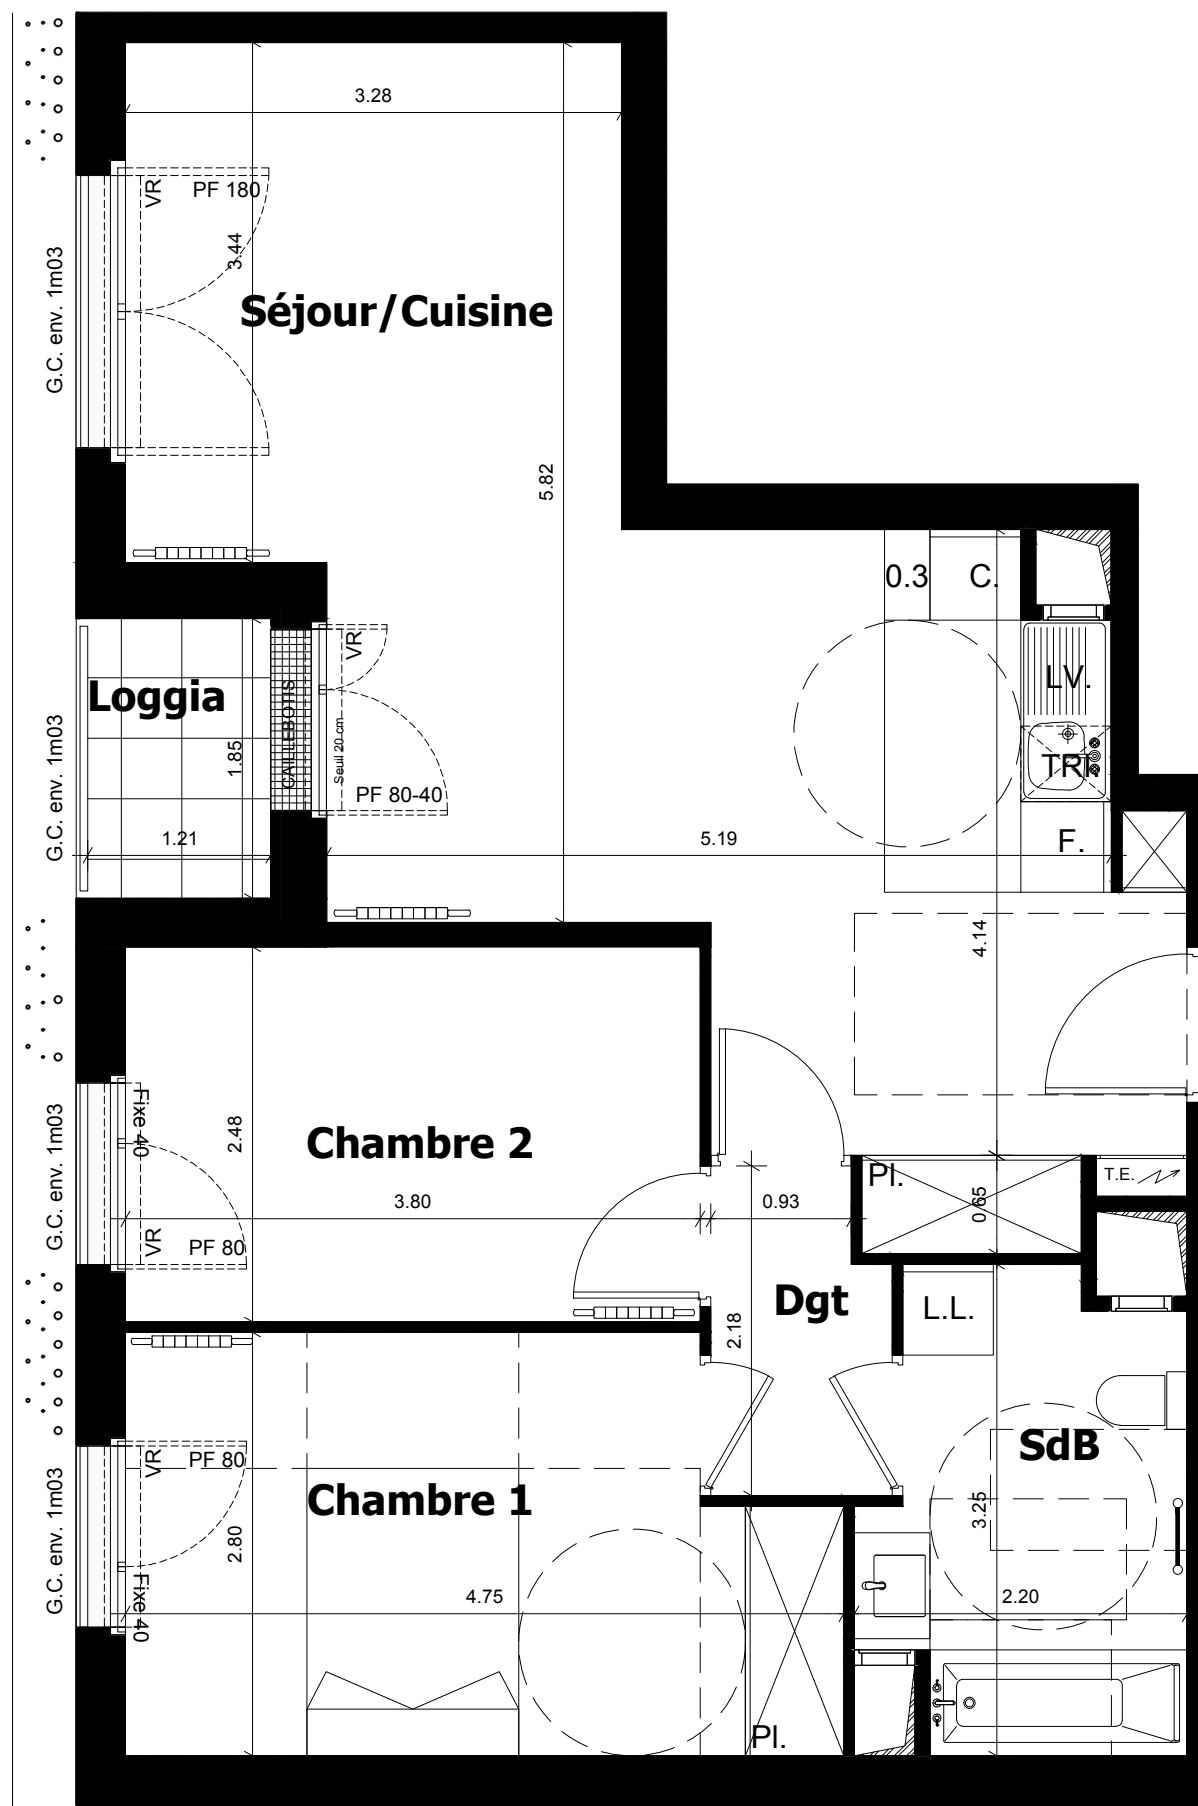 3.28
VR
PF 180
3.44
G.C. env. 1m03
Séjour/Cuisine
5.82
0.3
C.
VR
LV.
Loggia
CAILLEBOTIS
Seuil 20 cm
1.85
G.C. env. 1m03
TRI.
PF 80-40
1.21
5.19
F.
4.14
Fixe 40
2.48
Chambre 2
G.C. env. 1m03
Pl.
T.E.
0.65
3.80
0.93
VR
PF 80
Dgt
L.L.
2.18
SdB
VR
PF 80
Chambre 1
3.25
G.C. env. 1m03
2.80
Fixe 40
4.75
2.20
Pl.